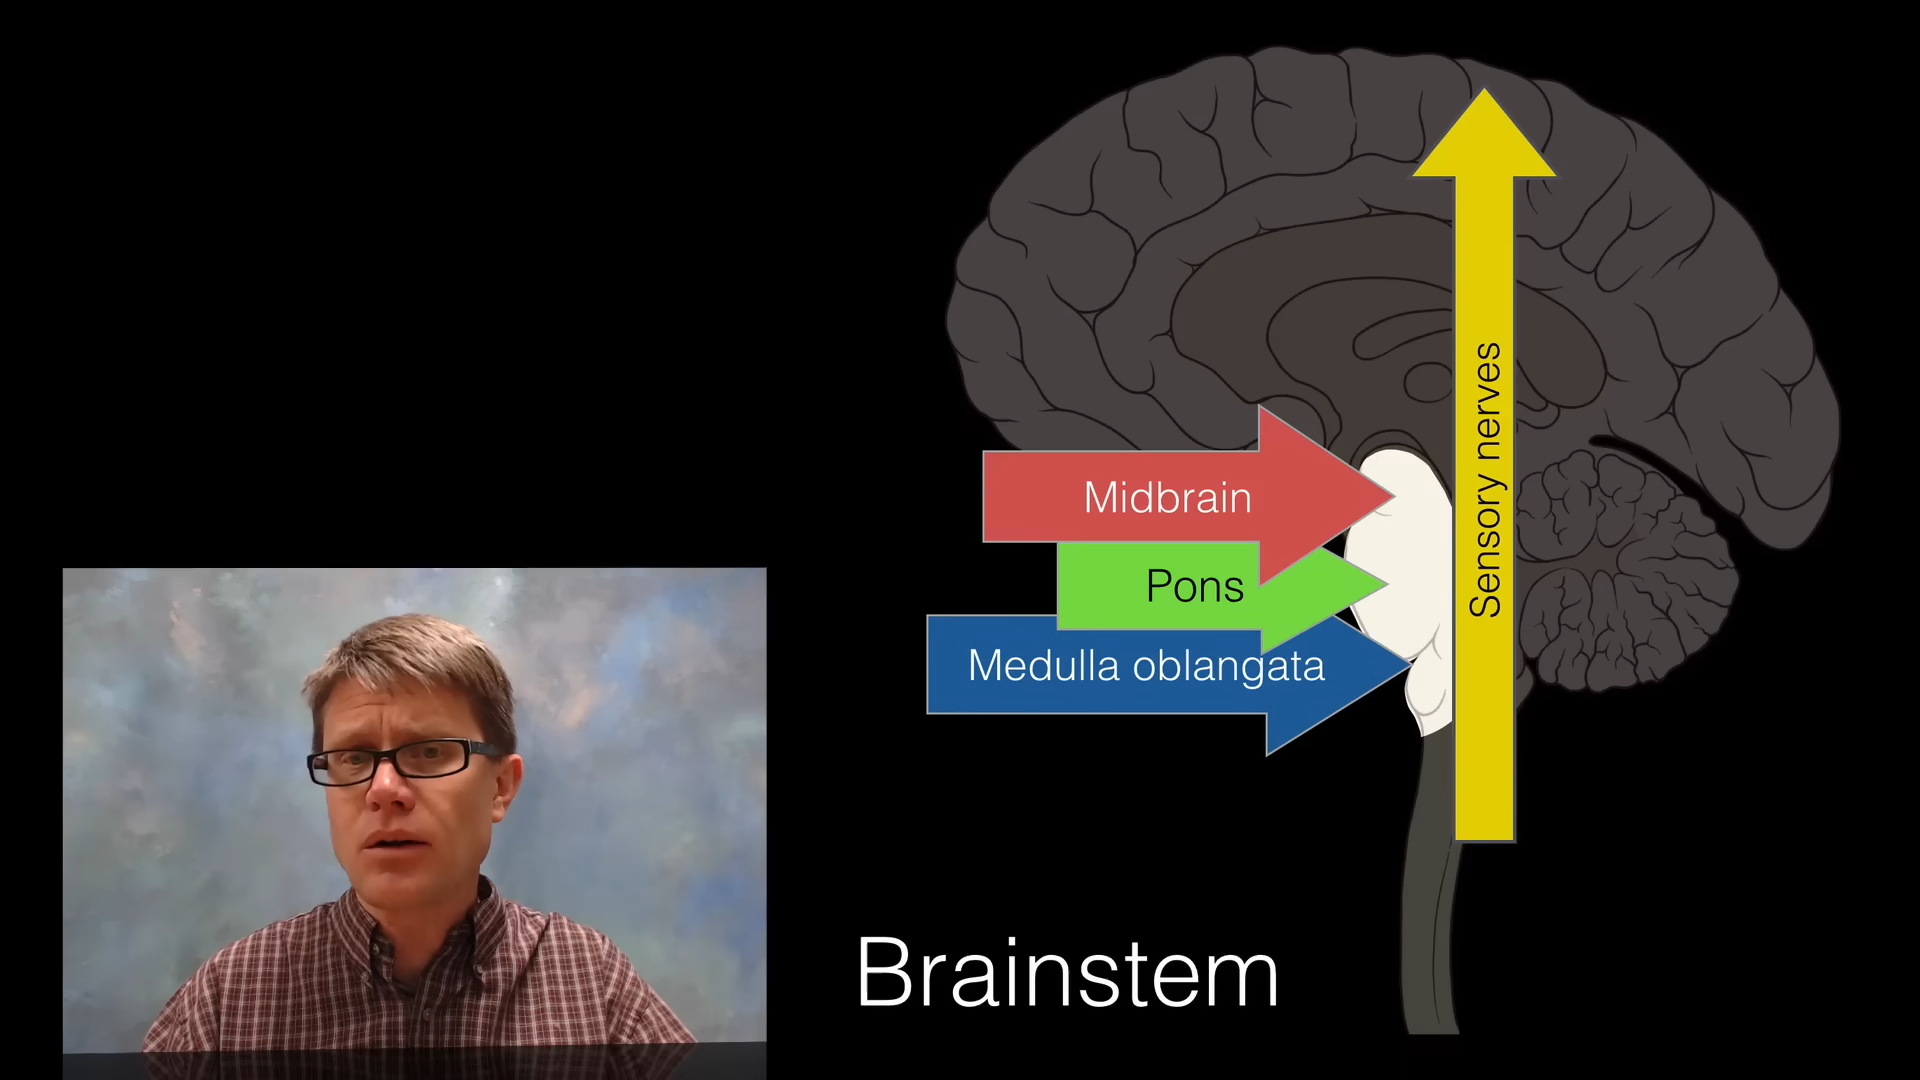 Midbrain
Pons
Medulla oblangata
Sensory nerves
Brainstem